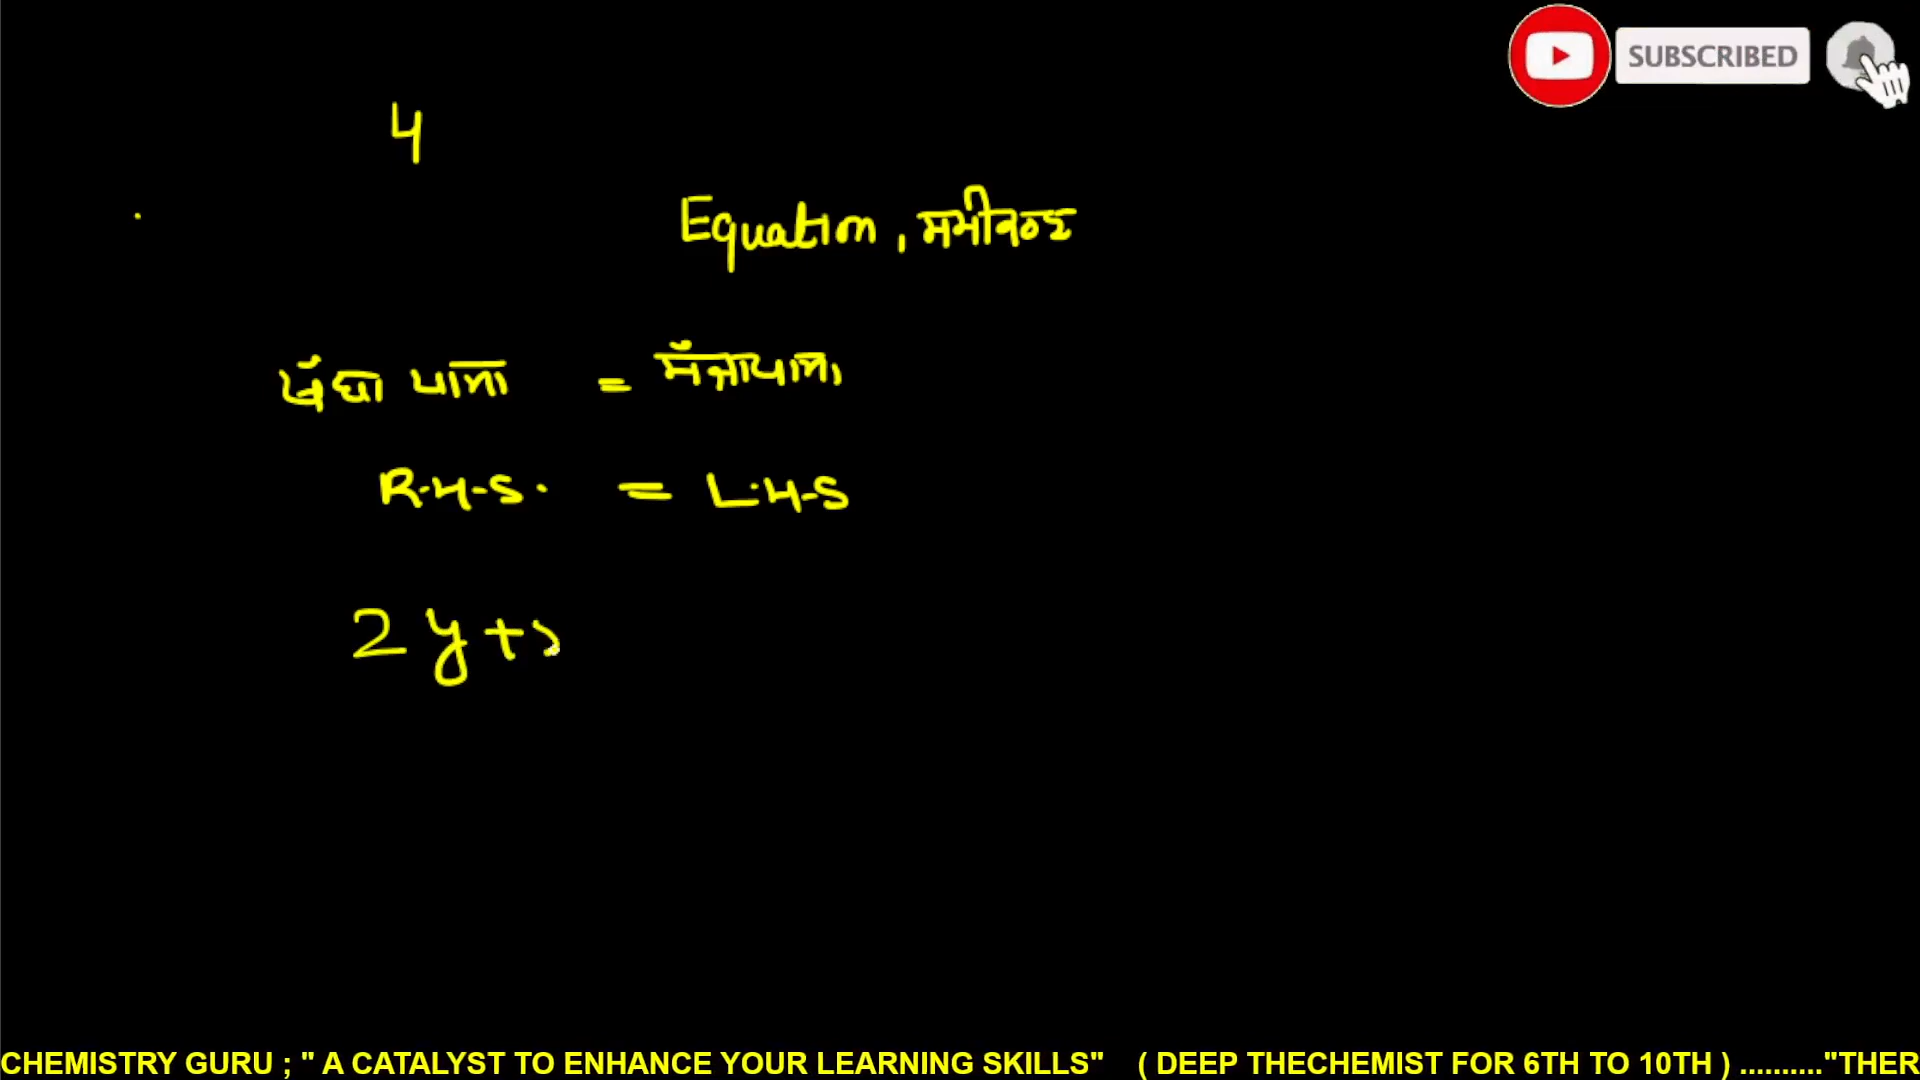 SUBSCRIBED
4
Equation, ਸਮੀਕਰਣ
ਖੱਬਾ ਪਾਸਾ = ਸੱਜਾ ਪਾਸਾ
R.H.S. = L.H.S
2y+
CHEMISTRY GURU ; " A CATALYST TO ENHANCE YOUR LEARNING SKILLS" ( DEEP THECHEMIST FOR 6TH TO 10TH ) .........."THER